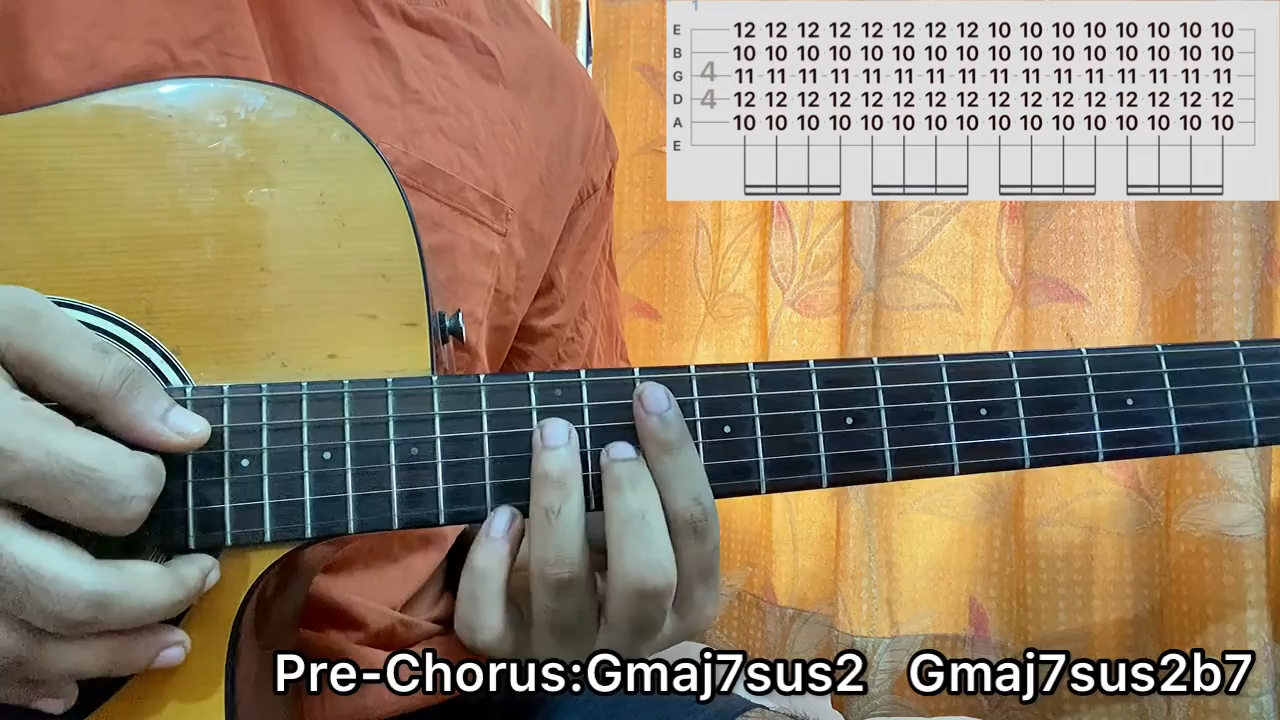 1
E 12 12 12 12 12 12 12 12 10 10 10 10 10 10 10 10
B 10 10 10 10 10 10 10 10 10 10 10 10 10 10 10 10
G 4 11 11 11 11 11 11 11 11 11 11 11 11 11 11 11 11
D 4 12 12 12 12 12 12 12 12 12 12 12 12 12 12 12 12
A 10 10 10 10 10 10 10 10 10 10 10 10 10 10 10 10
E
Pre-Chorus:Gmaj7sus2 Gmaj7sus2b7